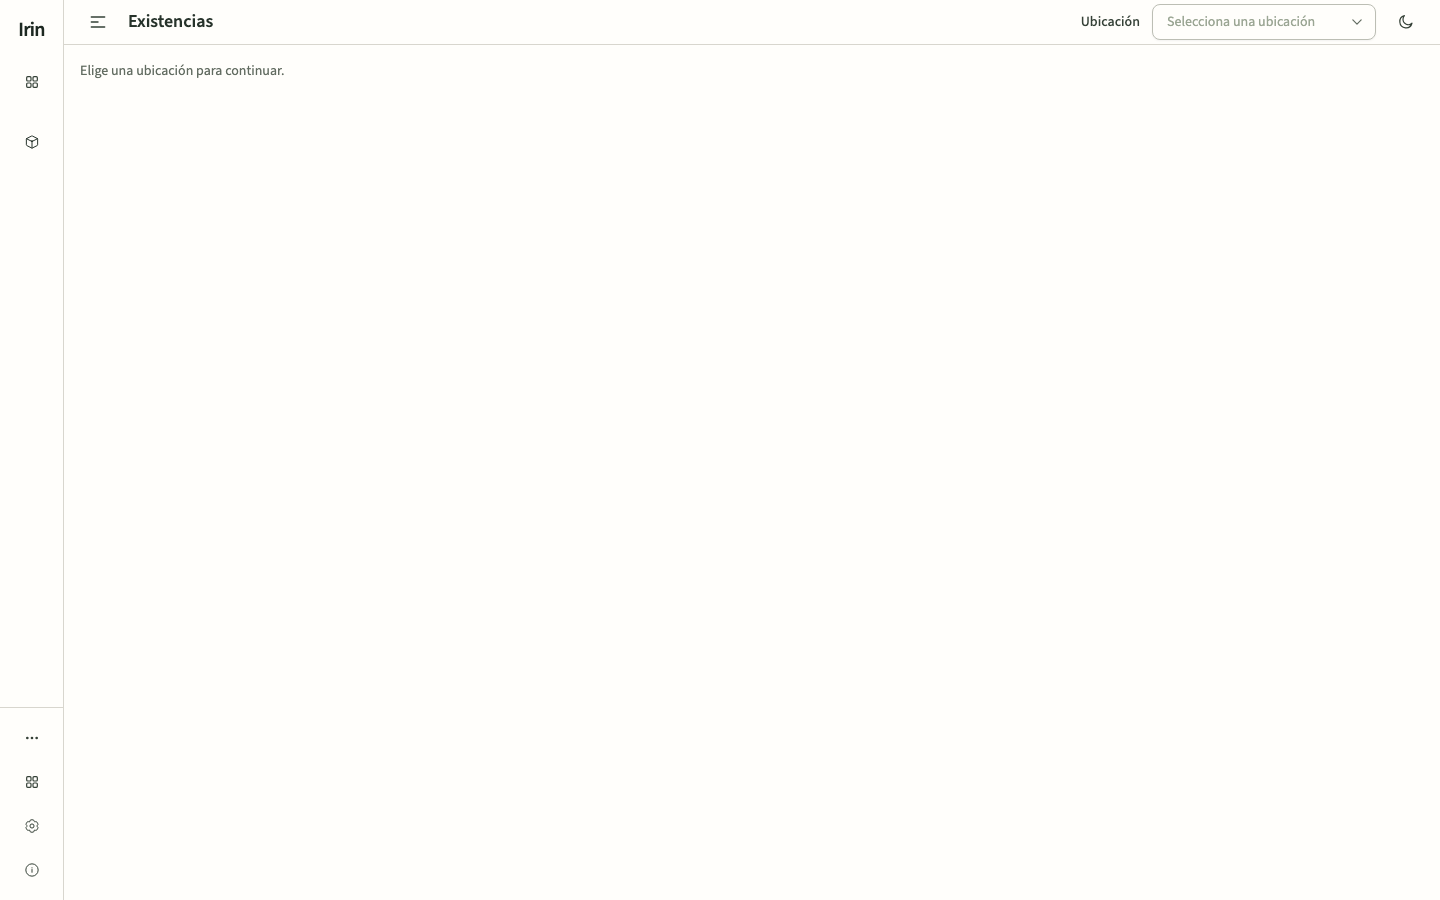 Irin
Existencias
Ubicación
Selecciona una ubicación
Elige una ubicación para continuar.